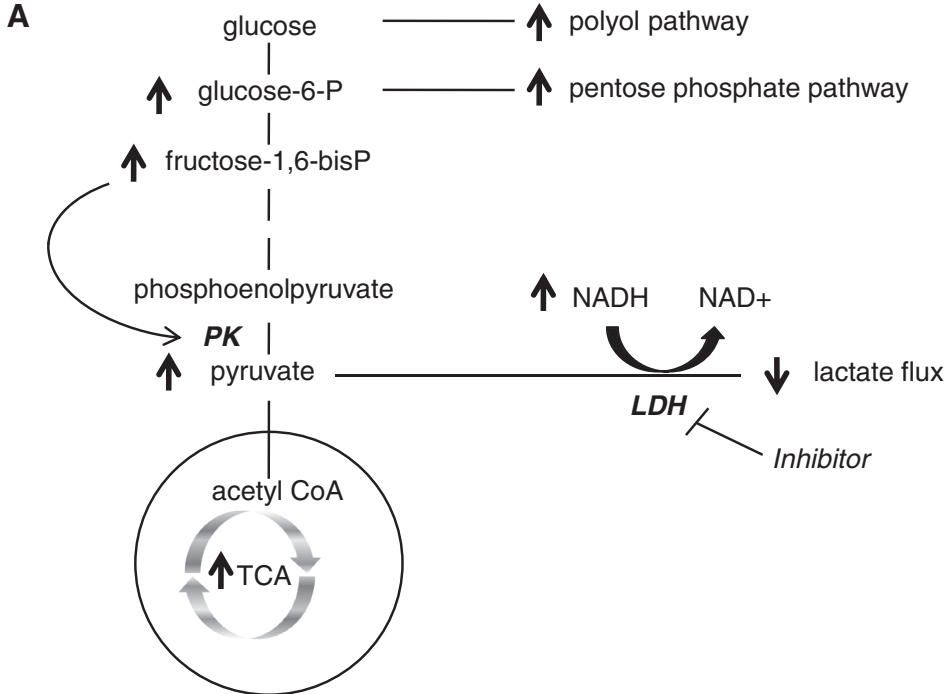 A
glucose
polyol pathway
glucose-6-P
pentose phosphate pathway
fructose-1,6-bisP
phosphoenolpyruvate
NADH
NAD+
PK
pyruvate
lactate flux
LDH
Inhibitor
acetyl CoA
TCA